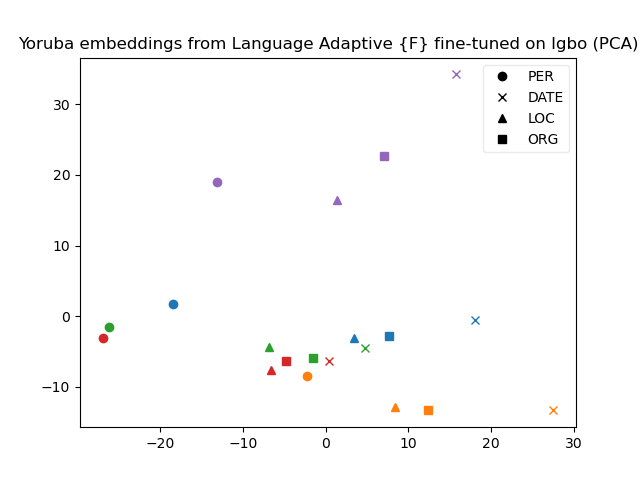 Yoruba embeddings from Language Adaptive {F} fine-tuned on Igbo (PCA)
PER
DATE
LOC
ORG
30
20
10
0
−10
−20
−10
0
10
20
30